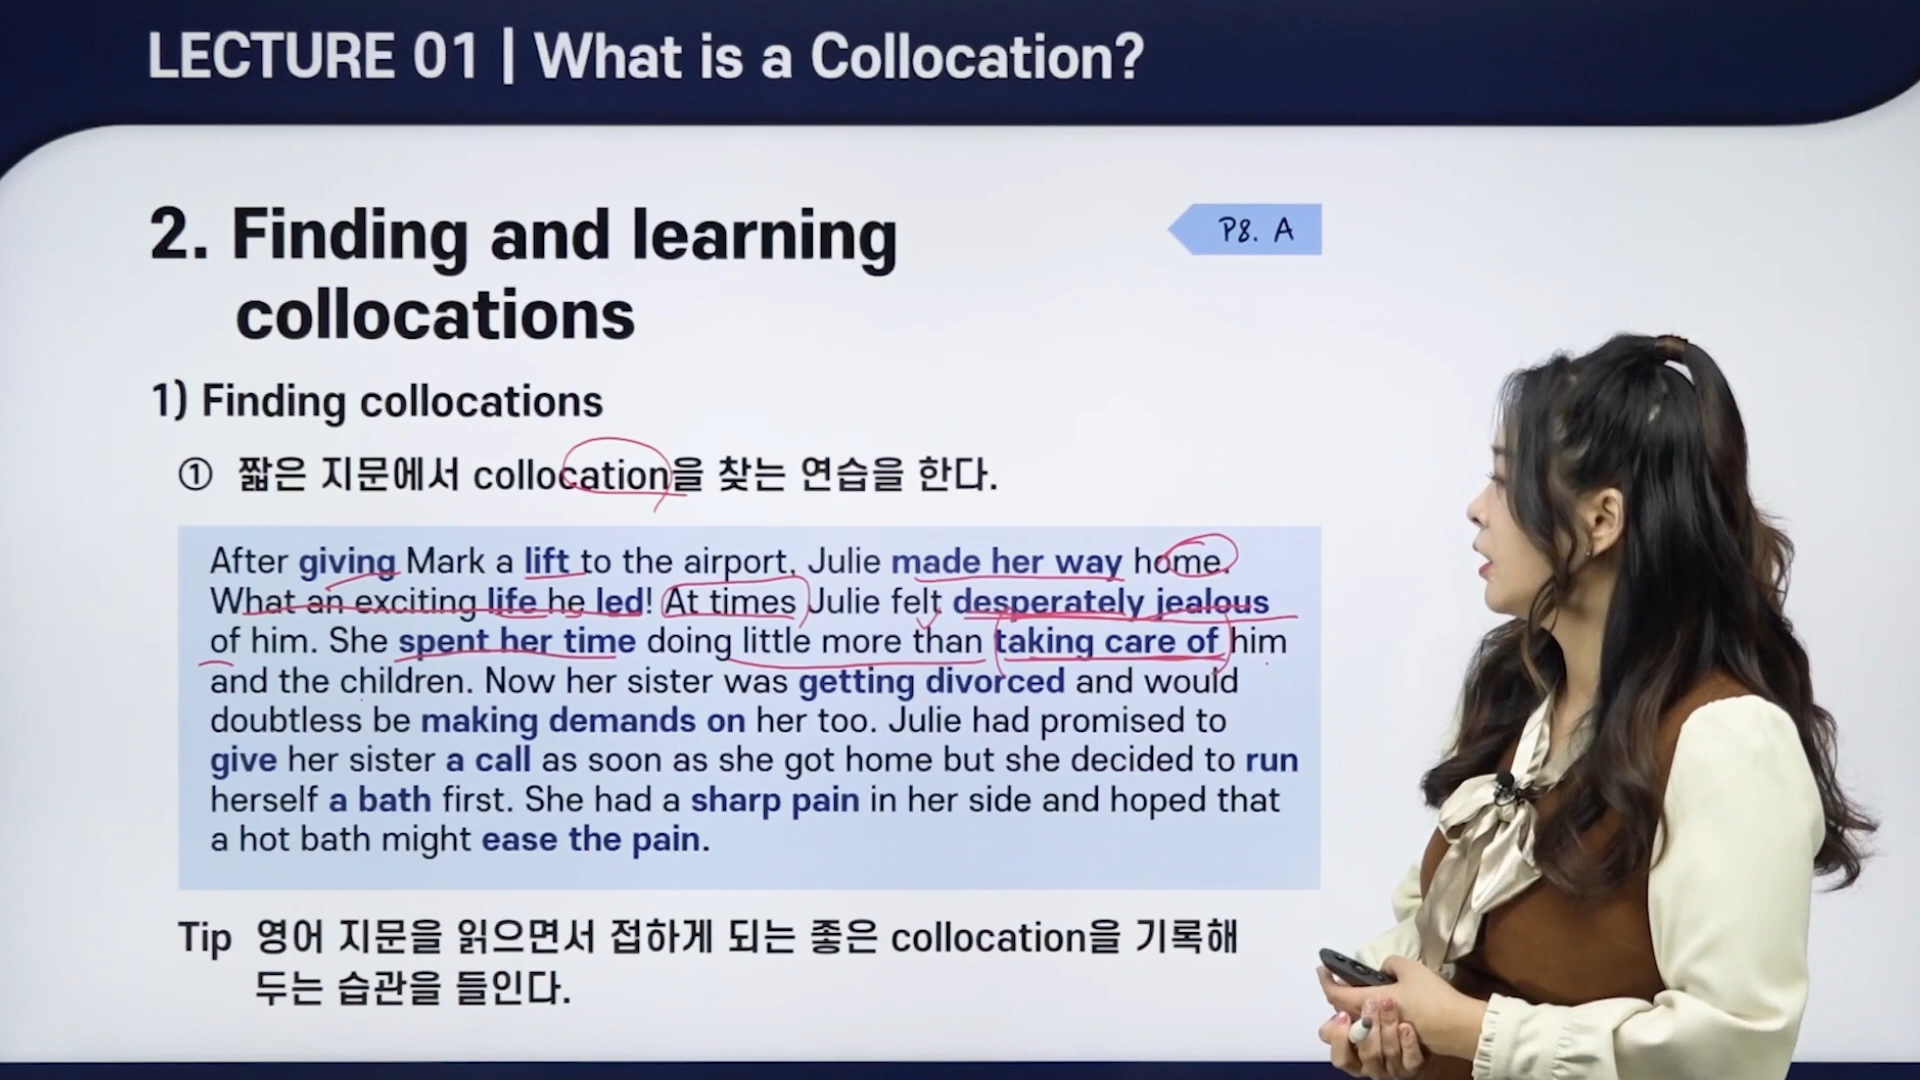 LECTURE 01 | What is a Collocation?
2. Finding and learning
collocations
P8. A
1) Finding collocations
① 짧은 지문에서 collocation을 찾는 연습을 한다.
After giving Mark a lift to the airport, Julie made her way home.
What an exciting life he led! At times Julie felt desperately jealous
of him. She spent her time doing little more than taking care of him
and the children. Now her sister was getting divorced and would
doubtless be making demands on her too. Julie had promised to
give her sister a call as soon as she got home but she decided to run
herself a bath first. She had a sharp pain in her side and hoped that
a hot bath might ease the pain.
Tip 영어 지문을 읽으면서 접하게 되는 좋은 collocation을 기록해
두는 습관을 들인다.